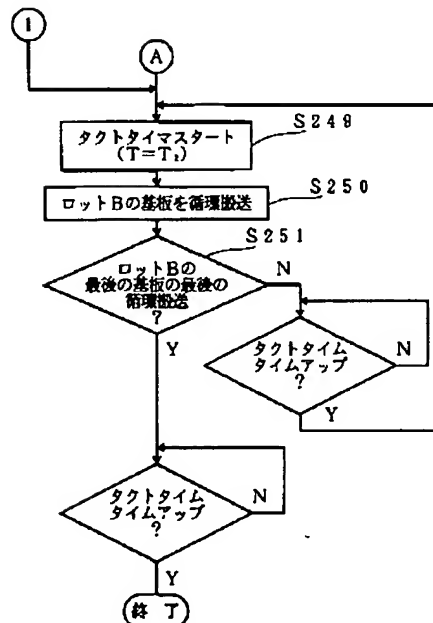 1
A
タクトタイマスタート
(T=T₂)
S249
ロットBの基板を循環搬送
S250
S251
ロットBの
最後の基板の最後の
循環搬送
?
N
Y
タクトタイム
タイムアップ
?
N
Y
タクトタイム
タイムアップ
?
N
Y
終了